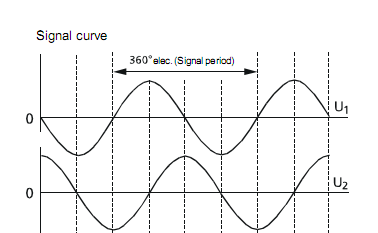 Signal curve
360° elec. (Signal period)
0
U1
0
U2